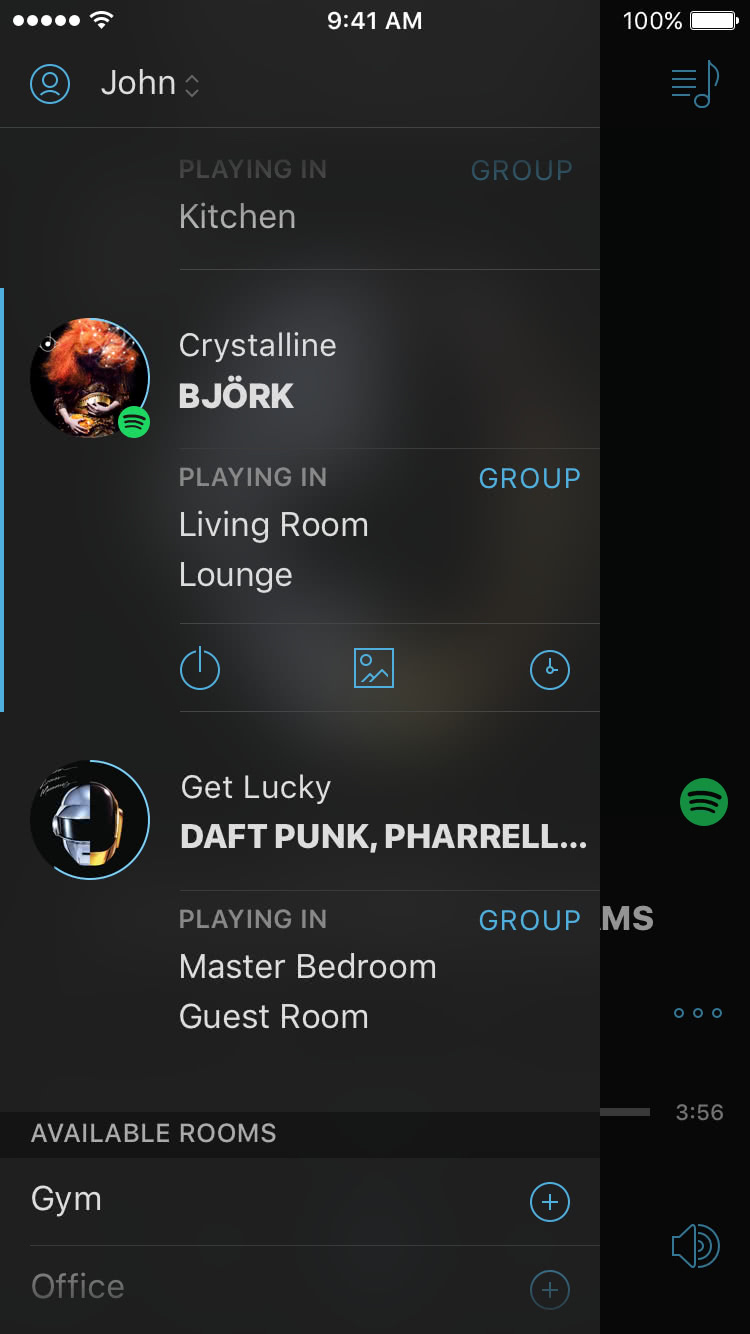 9:41 AM
100%
John
PLAYING IN GROUP
Kitchen
Crystalline
BJÖRK
PLAYING IN GROUP
Living Room
Lounge
Get Lucky
DAFT PUNK, PHARRELL...
PLAYING IN GROUP
AMS
Master Bedroom
Guest Room
3:56
AVAILABLE ROOMS
Gym
Office